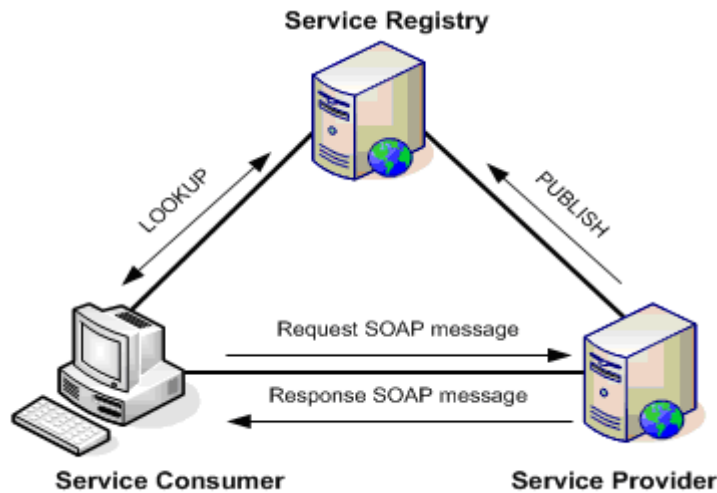 Service Registry
LOOKUP
PUBLISH
Request SOAP message
Response SOAP message
Service Consumer
Service Provider